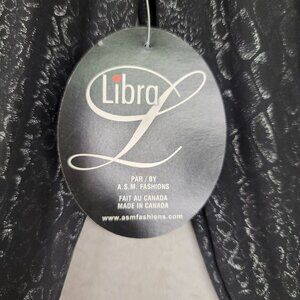 Libra
L
PAR / BY
A.S.M. FASHIONS
FAIT AU CANADA
MADE IN CANADA
www.asmfashions.com